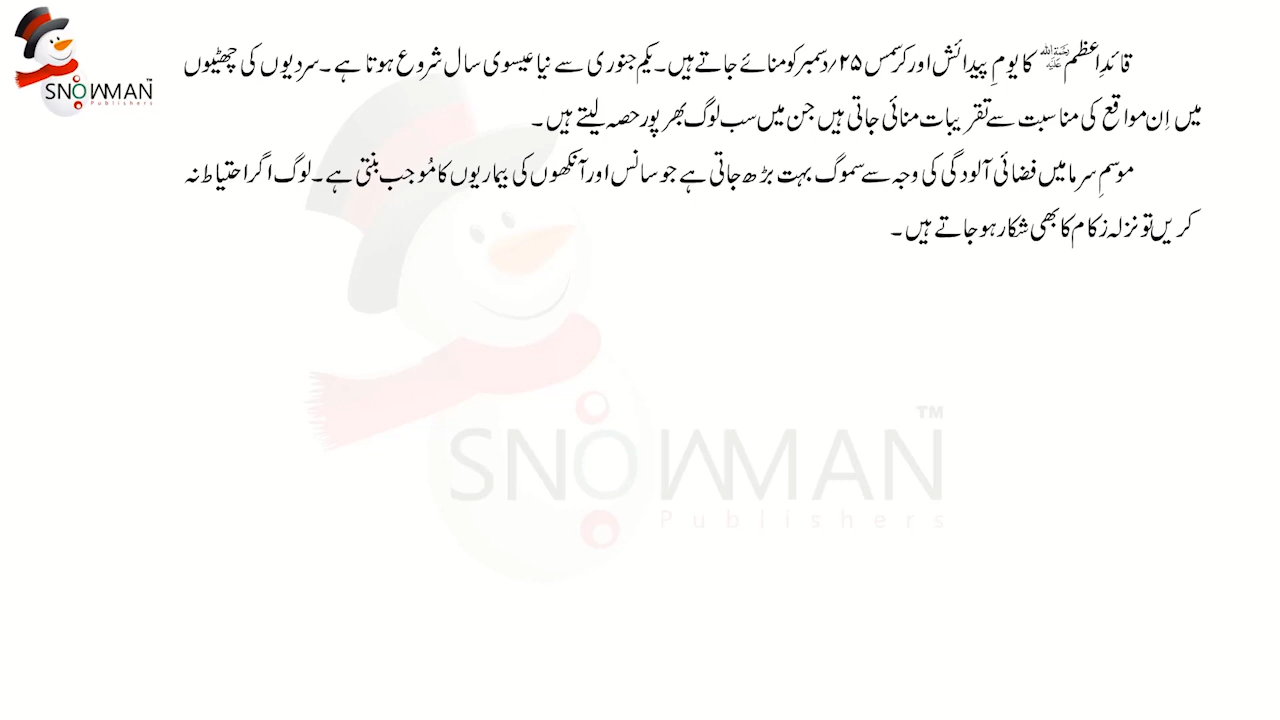 SNOWMAN™
Publishers
قائدِاعظمؒ کا یومِ پیدائش اور کرسمس ۲۵؍دسمبر کو منائے جاتے ہیں۔ یکم جنوری سے نیا عیسوی سال شروع ہوتا ہے۔ سردیوں کی چھٹیوں
میں اِن مواقع کی مناسبت سے تقریبات منائی جاتی ہیں جن میں سب لوگ بھرپور حصہ لیتے ہیں۔
موسمِ سرما میں فضائی آلودگی کی وجہ سے سموگ بہت بڑھ جاتی ہے جو سانس اور آنکھوں کی بیماریوں کا مُوجب بنتی ہے۔ لوگ اگر احتیاط نہ
کریں تو نزلہ زکام کا بھی شکار ہو جاتے ہیں۔
SNOWMAN™
Publishers